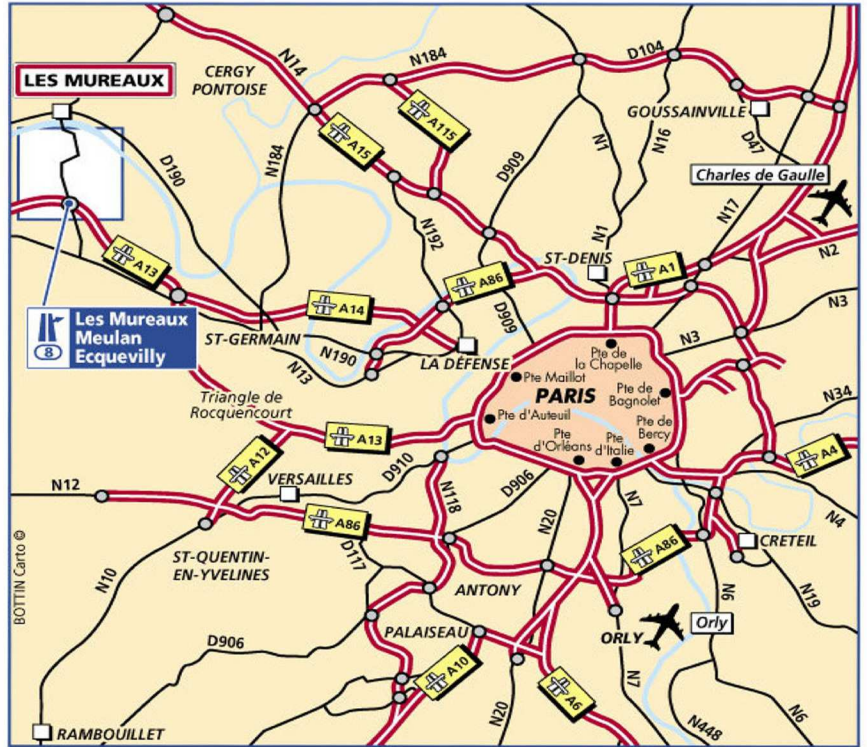 LES MUREAUX
CERGY
PONTOISE
N14
N184
D104
GOUSSAINVILLE
A15
A115
N184
D190
D909
N1
N16
D47
Charles de Gaulle
N17
N192
N1
ST-DENIS
A1
N2
A13
A86
A14
D909
N3
N3
8
Les Mureaux
Meulan
Ecquevilly
ST-GERMAIN
N190
N13
LA DÉFENSE
Pte de
la Chapelle
Pte Maillot
PARIS
Pte de
Bagnolet
Triangle de
Rocquencourt
Pte d'Auteuil
Pte
d'Orléans
Pte
d'Italie
Pte de
Bercy
N34
A13
A12
D910
A4
VERSAILLES
N118
D906
N7
N12
N20
N4
A86
D117
A86
CRETEIL
ST-QUENTIN-
EN-YVELINES
N10
ANTONY
N6
N19
PALAISEAU
ORLY
Orly
D906
A10
N7
A6
N20
N6
N448
RAMBOUILLET
BOTTIN Carto ©